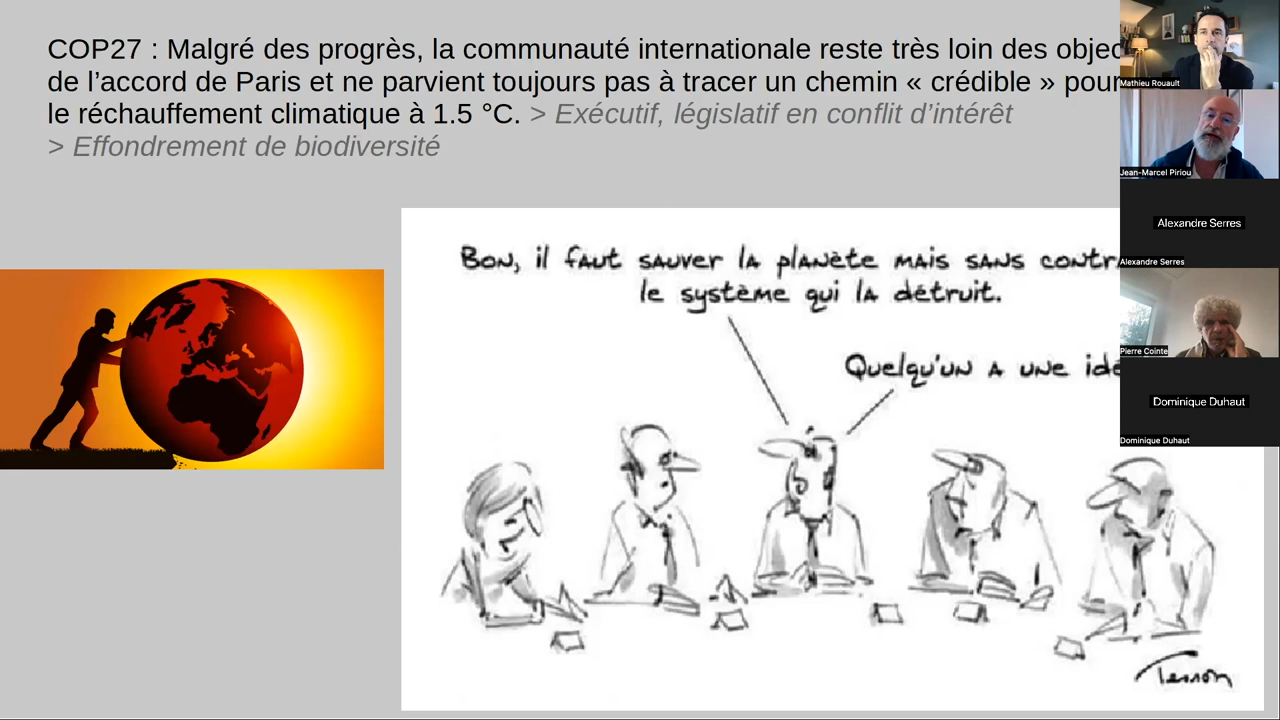 COP27 : Malgré des progrès, la communauté internationale reste très loin des objec
de l’accord de Paris et ne parvient toujours pas à tracer un chemin « crédible » pour
le réchauffement climatique à 1.5 °C. > Exécutif, législatif en conflit d’intérêt
> Effondrement de biodiversité
Bon, il faut sauver la planète mais sans contr
le système qui la détruit.
Quelqu'un a une idé
Mathieu Rouault
Jean-Marcel Piriou
Alexandre Serres
Alexandre Serres
Pierre Cointe
Dominique Duhaut
Dominique Duhaut